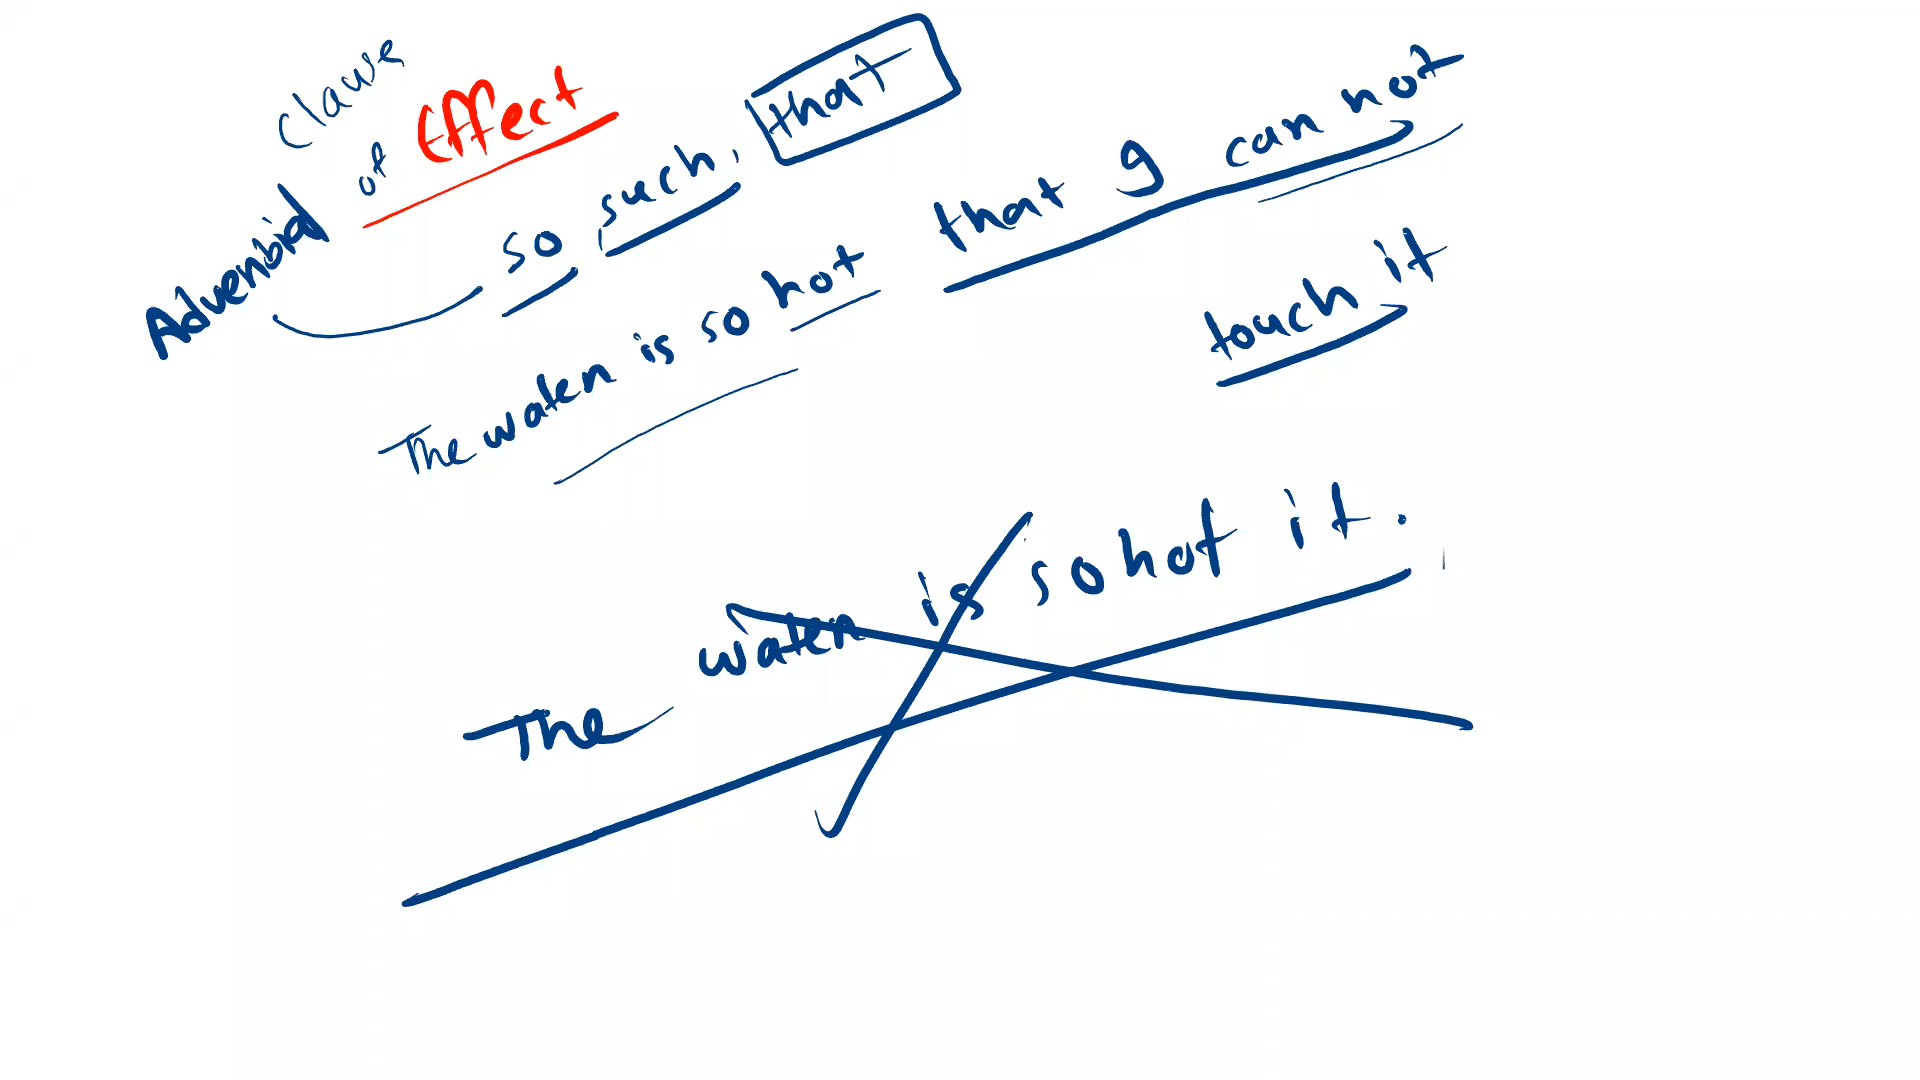 Adverbial Clause of Effect
so such, that
The water is so hot that I can not
touch it
The water is so hot it.